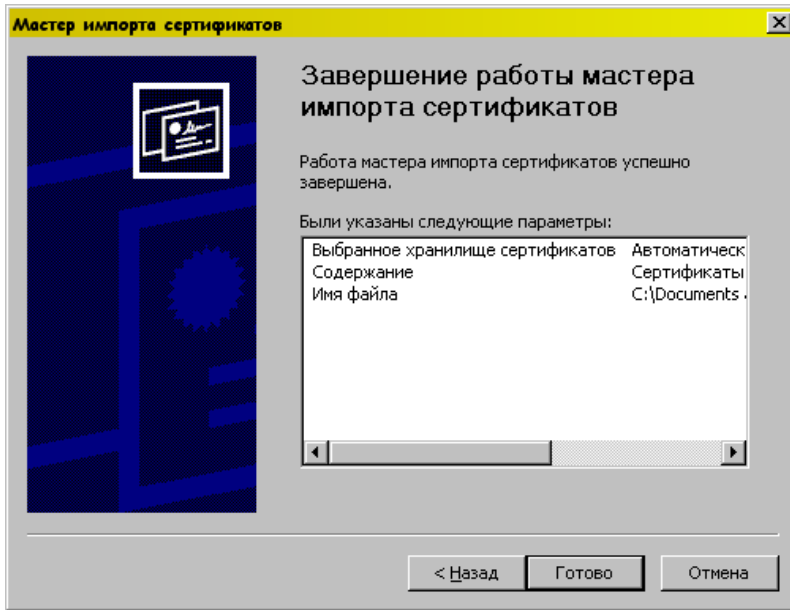 Мастер импорта сертификатов
Завершение работы мастера
импорта сертификатов
Работа мастера импорта сертификатов успешно
завершена.
Были указаны следующие параметры:
Выбранное хранилище сертификатов Автоматическ
Содержание Сертификаты
Имя файла C:\Documents
< Назад Готово Отмена